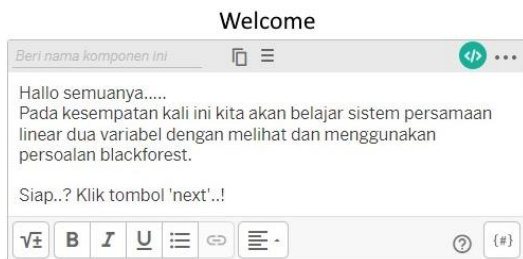 Welcome
Beri nama komponen ini
Hallo semuanya.....
Pada kesempatan kali ini kita akan belajar sistem persamaan
linear dua variabel dengan melihat dan menggunakan
persoalan blackforest.
Siap..? Klik tombol 'next'..!
√± B I U {#}